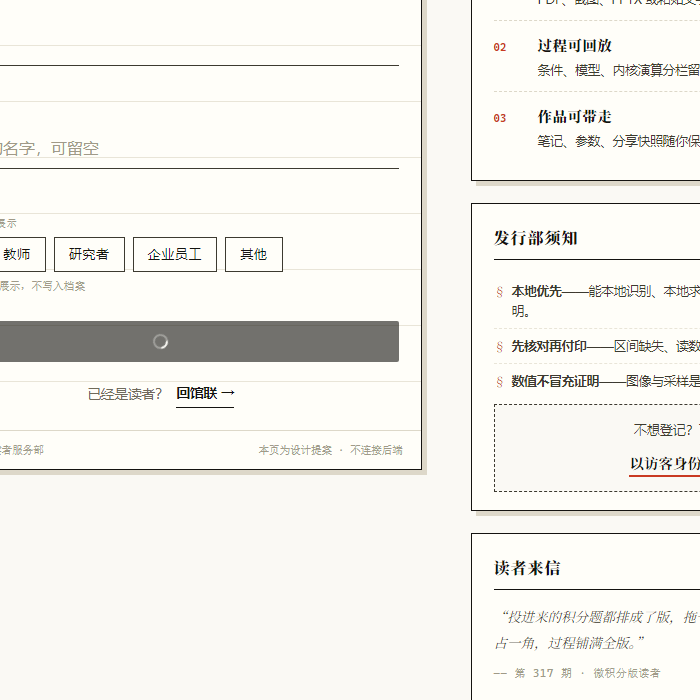 的名字，可留空
展示
教师
研究者
企业员工
其他
展示，不写入档案
已经是读者？ 回馆联 →
读者服务部
本页为设计提案 · 不连接后端
02 过程可回放
条件、模型、内核演算分栏留
03 作品可带走
笔记、参数、分享快照随你保
发行部须知
§ 本地优先——能本地识别、本地求
明。
§ 先核对再付印——区间缺失、读数
§ 数值不冒充证明——图像与采样是
不想登记？
以访客身份
读者来信
“投进来的积分题都排成了版，拖
占一角，过程铺满全版。”
—— 第 317 期 · 微积分版读者